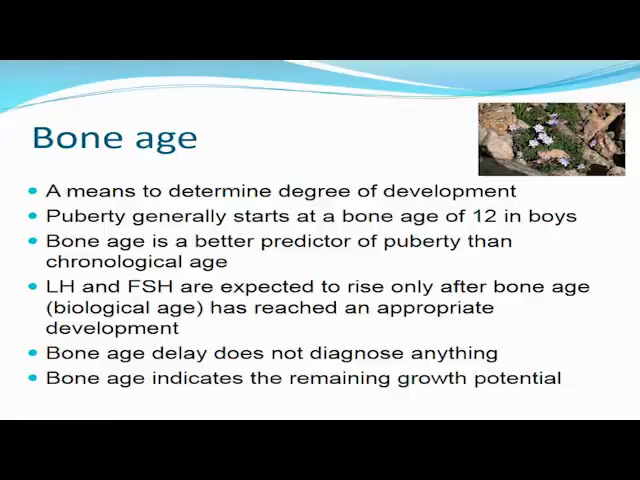 Bone age
A means to determine degree of development
Puberty generally starts at a bone age of 12 in boys
Bone age is a better predictor of puberty than
chronological age
LH and FSH are expected to rise only after bone age
(biological age) has reached an appropriate
development
Bone age delay does not diagnose anything
Bone age indicates the remaining growth potential